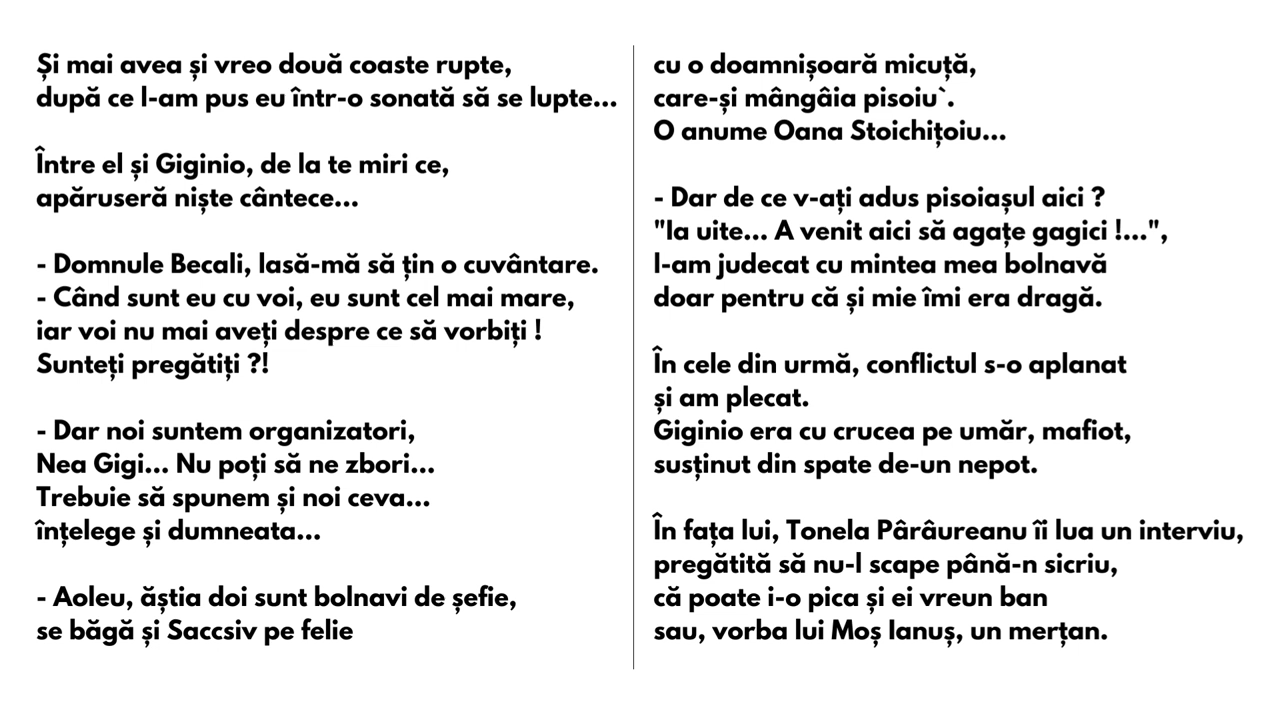 Și mai avea și vreo două coaste rupte,
după ce l-am pus eu într-o sonată să se lupte...
Între el și Giginio, de la te miri ce,
apăruseră niște cântece...
- Domnule Becali, lasă-mă să țin o cuvântare.
- Când sunt eu cu voi, eu sunt cel mai mare,
iar voi nu mai aveți despre ce să vorbiți !
Sunteți pregătiți ?!
- Dar noi suntem organizatori,
Nea Gigi... Nu poți să ne zbori...
Trebuie să spunem și noi ceva...
înțelege și dumneata...
- Aoleu, ăștia doi sunt bolnavi de șefie,
se băgă și Saccsiv pe felie
cu o doamnișoară micuță,
care-și mângâia pisoiu`.
O anume Oana Stoichițoiu...
- Dar de ce v-ați adus pisoiașul aici ?
"Ia uite... A venit aici să agațe gagici !...",
l-am judecat cu mintea mea bolnavă
doar pentru că și mie îmi era dragă.
În cele din urmă, conflictul s-o aplanat
și am plecat.
Giginio era cu crucea pe umăr, mafiot,
susținut din spate de-un nepot.
În fața lui, Tonela Pârâureanu îi lua un interviu,
pregătită să nu-l scape până-n sicriu,
că poate i-o pica și ei vreun ban
sau, vorba lui Moș Ianuș, un merțan.